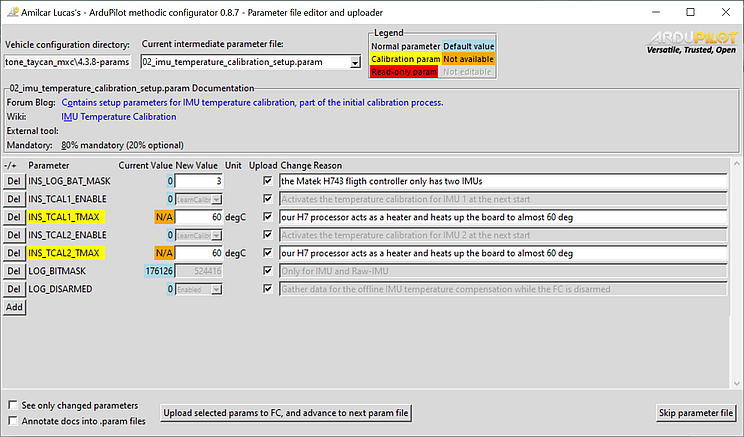 Amilcar Lucas's - ArduPilot methodic configurator 0.8.7 - Parameter file editor and uploader
Vehicle configuration directory:
tone_taycan_mxc\4.3.8-params
Current intermediate parameter file:
02_imu_temperature_calibration_setup.param
Legend
Normal parameter Default value
Calibration param Not available
Read-only param Not editable
ARDUPILOT
Versatile, Trusted, Open
02_imu_temperature_calibration_setup.param Documentation
Forum Blog: Contains setup parameters for IMU temperature calibration, part of the initial calibration process.
Wiki: IMU Temperature Calibration
External tool:
Mandatory: 80% mandatory (20% optional)
-/+ Parameter Current Value New Value Unit Upload Change Reason
Del INS_LOG_BAT_MASK 0 3 the Matek H743 fligth controller only has two IMUs
Del INS_TCAL1_ENABLE 0 LearnCalibr Activates the temperature calibration for IMU 1 at the next start
Del INS_TCAL1_TMAX N/A 60 degC our H7 processor acts as a heater and heats up the board to almost 60 deg
Del INS_TCAL2_ENABLE 0 LearnCalibr Activates the temperature calibration for IMU 2 at the next start
Del INS_TCAL2_TMAX N/A 60 degC our H7 processor acts as a heater and heats up the board to almost 60 deg
Del LOG_BITMASK 176126 524416 Only for IMU and Raw-IMU
Del LOG_DISARMED 0 Enabled Gather data for the offline IMU temperature compensation while the FC is disarmed
Add
See only changed parameters
Annotate docs into .param files
Upload selected params to FC, and advance to next param file
Skip parameter file